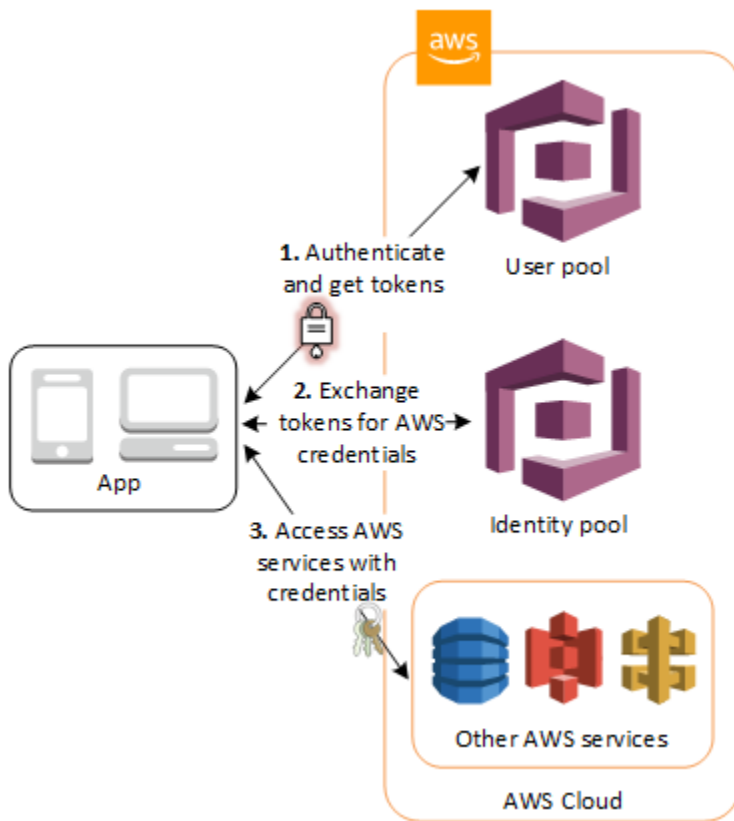 aws
1. Authenticate
and get tokens
User pool
2. Exchange
tokens for AWS
credentials
App
Identity pool
3. Access AWS
services with
credentials
Other AWS services
AWS Cloud